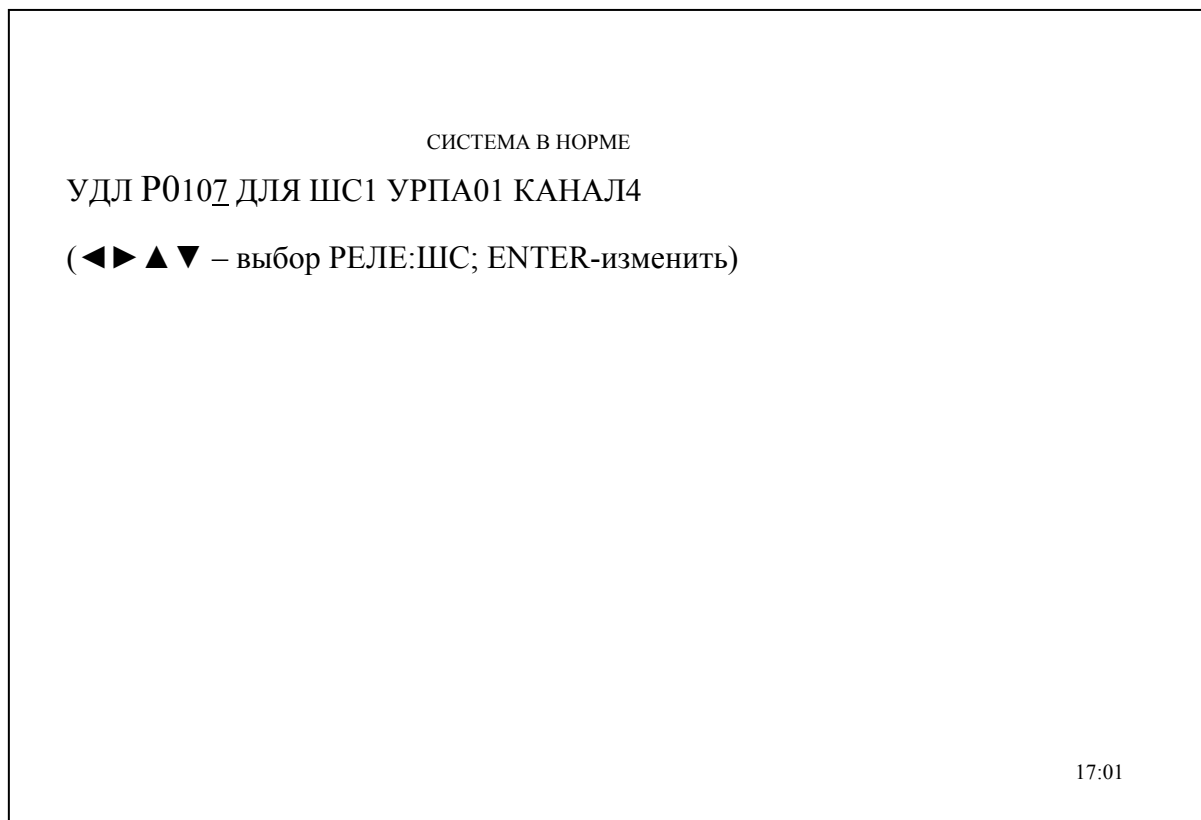 СИСТЕМА В НОРМЕ
УДЛ Р0107 ДЛЯ ШС1 УРПА01 КАНАЛ4
(◄► ▲ ▼ – выбор РЕЛЕ:ШС; ENTER-изменить)
17:01